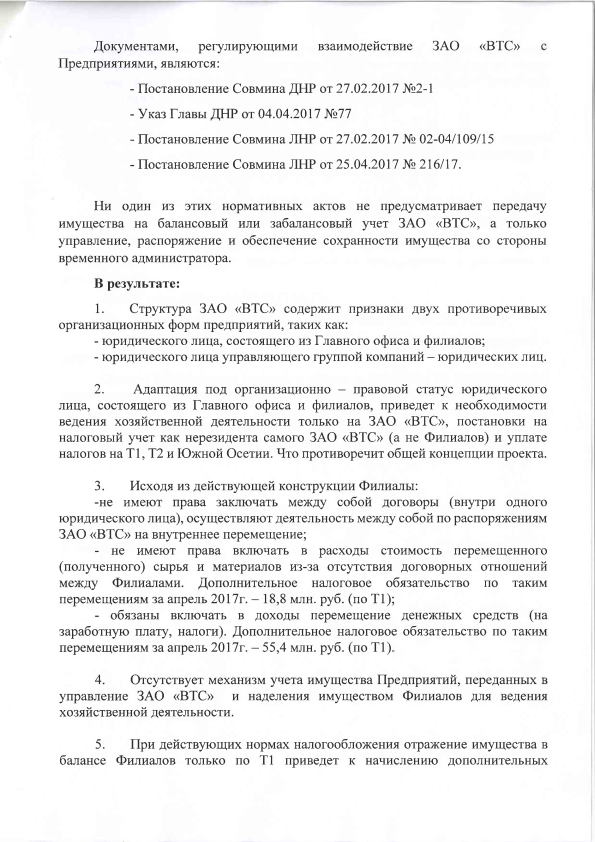 Документами, регулирующими взаимодействие ЗАО «ВТС» с
Предприятиями, являются:
- Постановление Совмина ДНР от 27.02.2017 №2-1
- Указ Главы ДНР от 04.04.2017 №77
- Постановление Совмина ЛНР от 27.02.2017 № 02-04/109/15
- Постановление Совмина ЛНР от 25.04.2017 № 216/17.
Ни один из этих нормативных актов не предусматривает передачу
имущества на балансовый или забалансовый учет ЗАО «ВТС», а только
управление, распоряжение и обеспечение сохранности имущества со стороны
временного администратора.
В результате:
1. Структура ЗАО «ВТС» содержит признаки двух противоречивых
организационных форм предприятий, таких как:
- юридического лица, состоящего из Главного офиса и филиалов;
- юридического лица управляющего группой компаний – юридических лиц.
2. Адаптация под организационно – правовой статус юридического
лица, состоящего из Главного офиса и филиалов, приведет к необходимости
ведения хозяйственной деятельности только на ЗАО «ВТС», постановки на
налоговый учет как нерезидента самого ЗАО «ВТС» (а не Филиалов) и уплате
налогов на Т1, Т2 и Южной Осетии. Что противоречит общей концепции проекта.
3. Исходя из действующей конструкции Филиалы:
-не имеют права заключать между собой договоры (внутри одного
юридического лица), осуществляют деятельность между собой по распоряжениям
ЗАО «ВТС» на внутреннее перемещение;
- не имеют права включать в расходы стоимость перемещенного
(полученного) сырья и материалов из-за отсутствия договорных отношений
между Филиалами. Дополнительное налоговое обязательство по таким
перемещениям за апрель 2017г. – 18,8 млн. руб. (по Т1);
- обязаны включать в доходы перемещение денежных средств (на
заработную плату, налоги). Дополнительное налоговое обязательство по таким
перемещениям за апрель 2017г. – 55,4 млн. руб. (по Т1).
4. Отсутствует механизм учета имущества Предприятий, переданных в
управление ЗАО «ВТС» и наделения имуществом Филиалов для ведения
хозяйственной деятельности.
5. При действующих нормах налогообложения отражение имущества в
балансе Филиалов только по Т1 приведет к начислению дополнительных